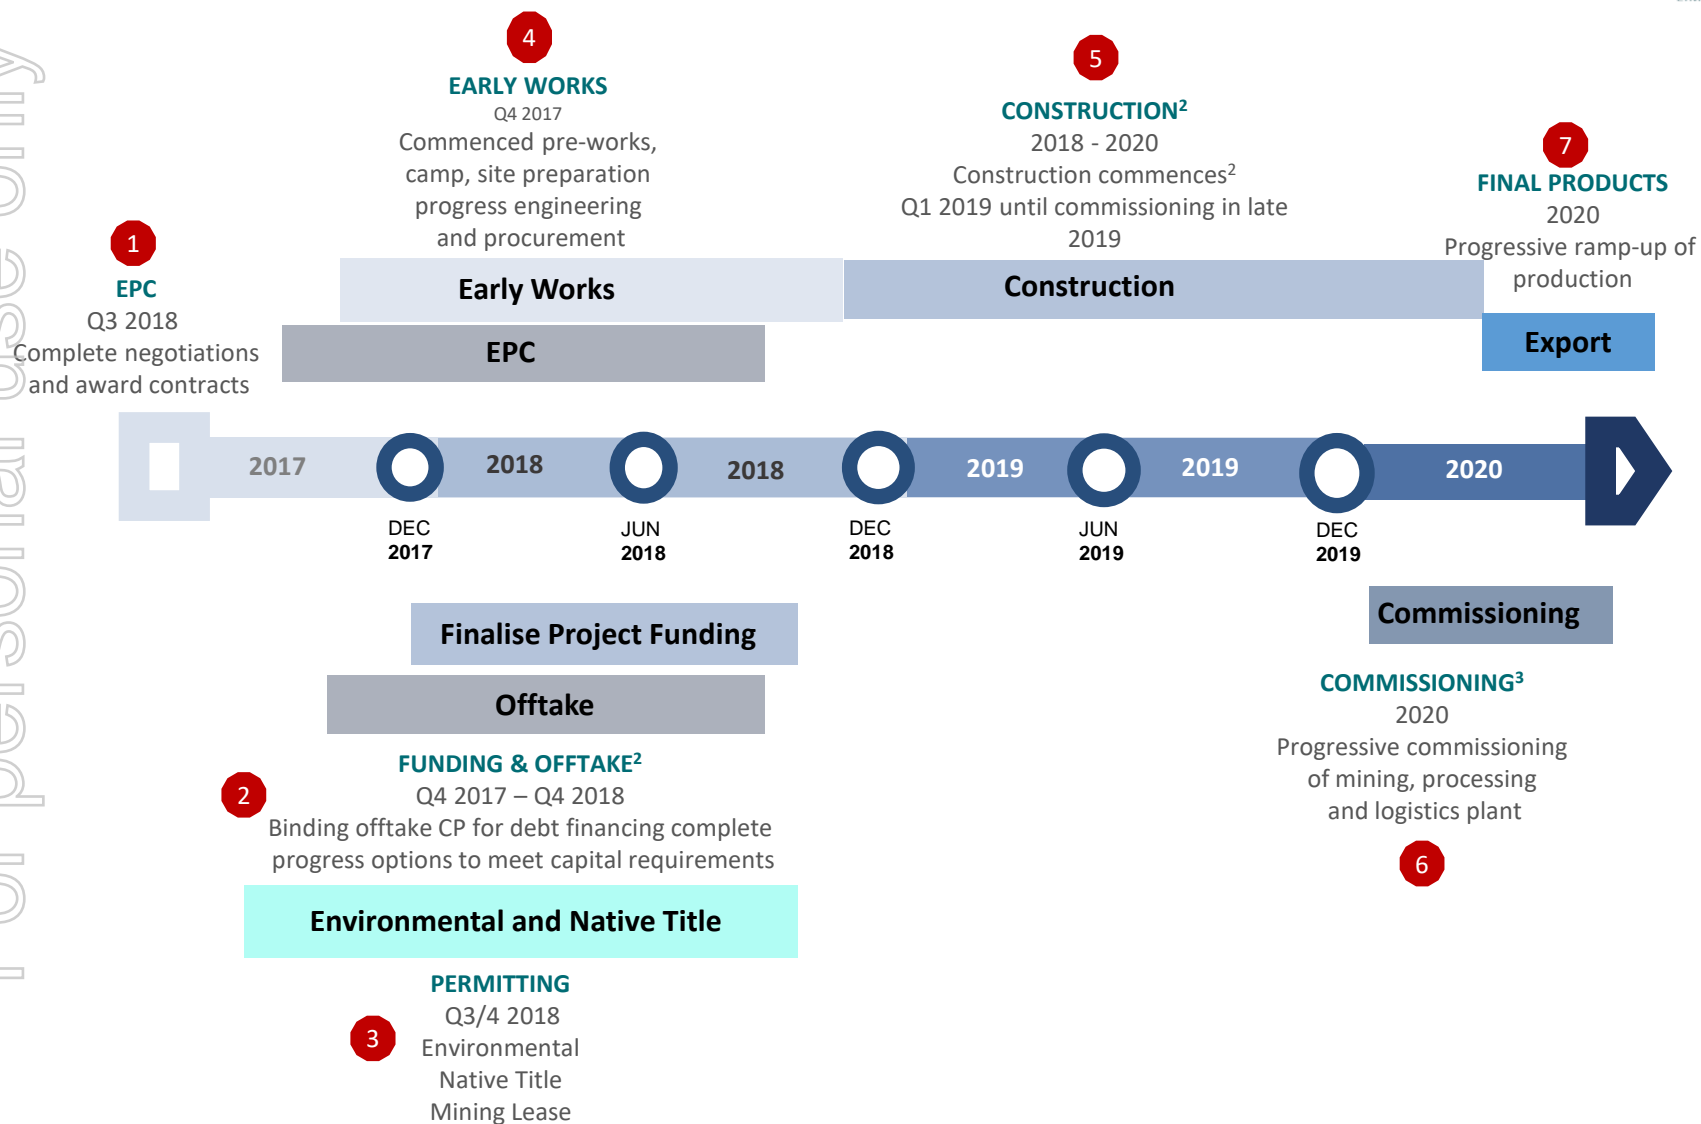 4
EARLY WORKS
Q4 2017
Commenced pre-works,
camp, site preparation
progress engineering
and procurement
5
CONSTRUCTION²
2018 - 2020
Construction commences²
Q1 2019 until commissioning in late
2019
7
FINAL PRODUCTS
2020
Progressive ramp-up of
production
1
EPC
Q3 2018
Complete negotiations
and award contracts
Early Works
Construction
EPC
Export
2017
2018
2018
2019
2019
2020
DEC
2017
JUN
2018
DEC
2018
JUN
2019
DEC
2019
Finalise Project Funding
Offtake
Commissioning
2
FUNDING & OFFTAKE²
Q4 2017 – Q4 2018
Binding offtake CP for debt financing complete
progress options to meet capital requirements
COMMISSIONING³
2020
Progressive commissioning
of mining, processing
and logistics plant
6
Environmental and Native Title
3
PERMITTING
Q3/4 2018
Environmental
Native Title
Mining Lease
For personal use only